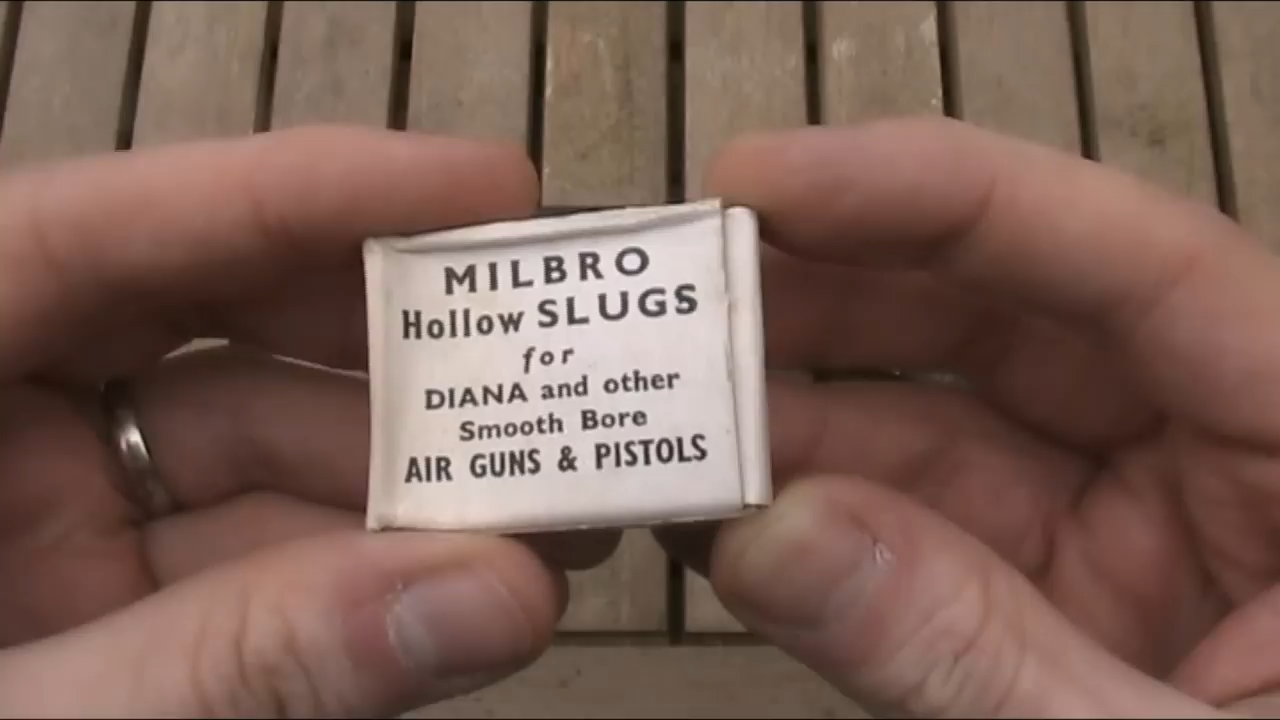 MILBRO
Hollow SLUGS
for
DIANA and other
Smooth Bore
AIR GUNS & PISTOLS